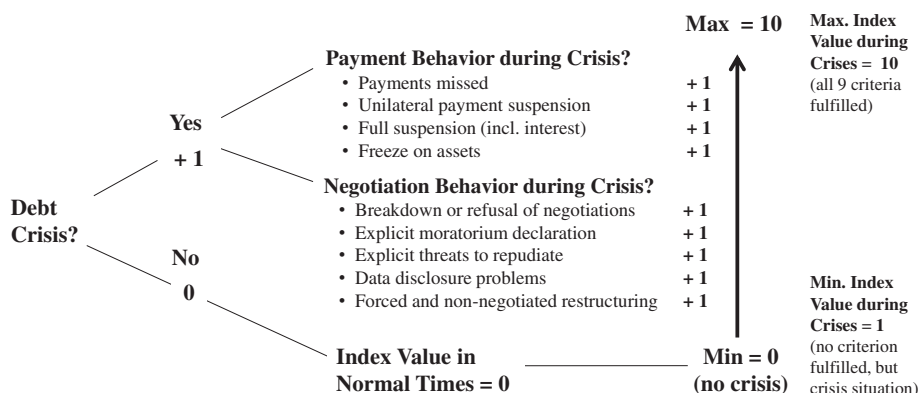 Max = 10
Max. Index
Value during
Crises = 10
(all 9 criteria
fulfilled)
Payment Behavior during Crisis?
• Payments missed +1
• Unilateral payment suspension +1
• Full suspension (incl. interest) +1
• Freeze on assets +1
Yes
+1
Negotiation Behavior during Crisis?
• Breakdown or refusal of negotiations +1
• Explicit moratorium declaration +1
• Explicit threats to repudiate +1
• Data disclosure problems +1
• Forced and non-negotiated restructuring +1
Debt
Crisis?
No
0
Index Value in
Normal Times = 0
Min = 0
(no crisis)
Min. Index
Value during
Crises = 1
(no criterion
fulfilled, but
crisis situation)